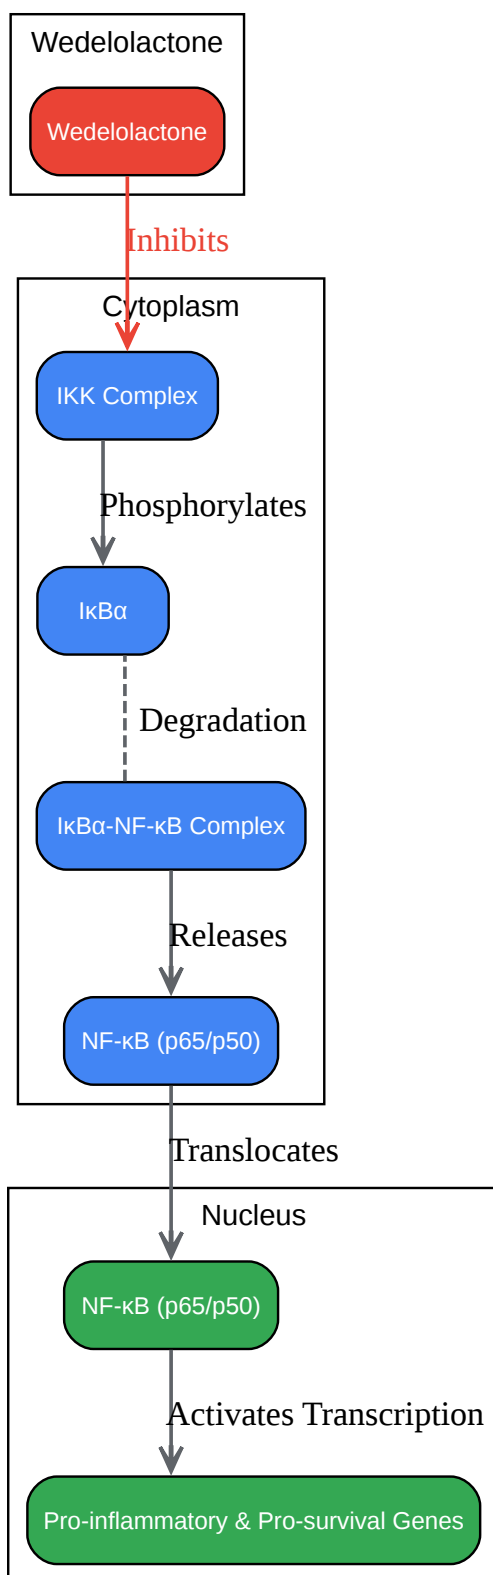 Wedelolactone
Wedelolactone
Inhibits
Cytoplasm
IKK Complex
Phosphorylates
IκBα
Degradation
IκBα-NF-κB Complex
Releases
NF-κB (p65/p50)
Translocates
Nucleus
NF-κB (p65/p50)
Activates Transcription
Pro-inflammatory & Pro-survival Genes